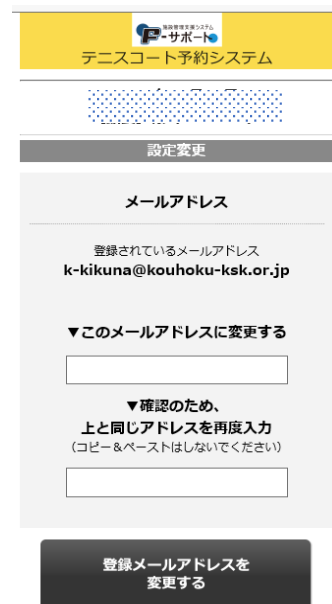 施設管理支援システム
F-サポート
テニスコート予約システム
設定変更
メールアドレス
登録されているメールアドレス
k-kikuna@kouhoku-ksk.or.jp
▼このメールアドレスに変更する
▼確認のため、
上と同じアドレスを再度入力
（コピー＆ペーストはしないでください）
登録メールアドレスを
変更する